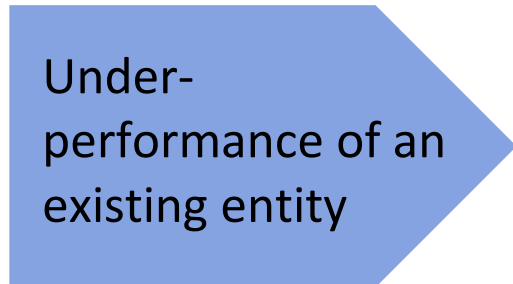 Under-
performance of an
existing entity